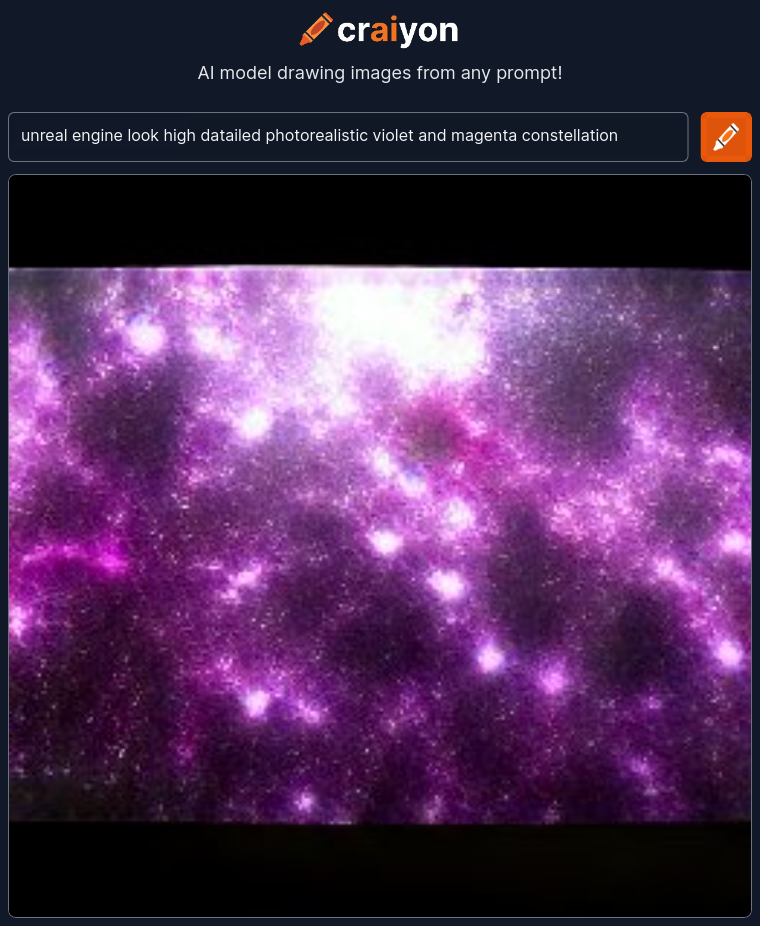 craiyon
AI model drawing images from any prompt!
unreal engine look high datailed photorealistic violet and magenta constellation